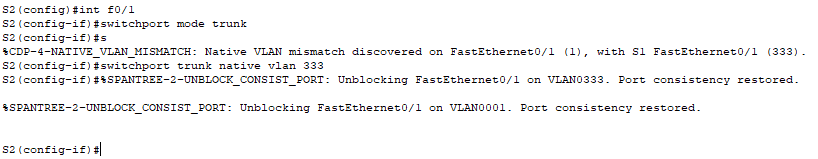 S2(config)#int f0/1
S2(config-if)#switchport mode trunk
S2(config-if)#s
%CDP-4-NATIVE_VLAN_MISMATCH: Native VLAN mismatch discovered on FastEthernet0/1 (1), with S1 FastEthernet0/1 (333).
S2(config-if)#switchport trunk native vlan 333
S2(config-if)#%SPANTREE-2-UNBLOCK_CONSIST_PORT: Unblocking FastEthernet0/1 on VLAN0333. Port consistency restored.
%SPANTREE-2-UNBLOCK_CONSIST_PORT: Unblocking FastEthernet0/1 on VLAN0001. Port consistency restored.
S2(config-if)#